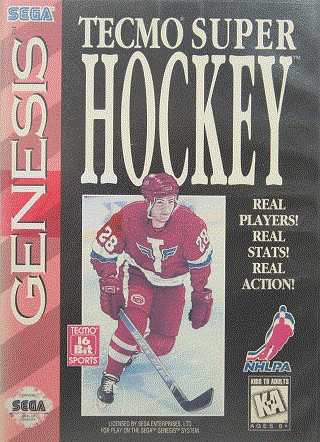 SEGA
GENESIS
TECMO SUPER
HOCKEY
™
REAL
PLAYERS!
REAL
STATS!
REAL
ACTION!
28
28
T
TECMO
16
Bit
SPORTS
NHLPA
KIDS TO ADULTS
K-A
AGES 6+
SEGA
LICENSED BY SEGA ENTERPRISES, LTD.
FOR PLAY ON THE SEGA™ GENESIS™ SYSTEM.